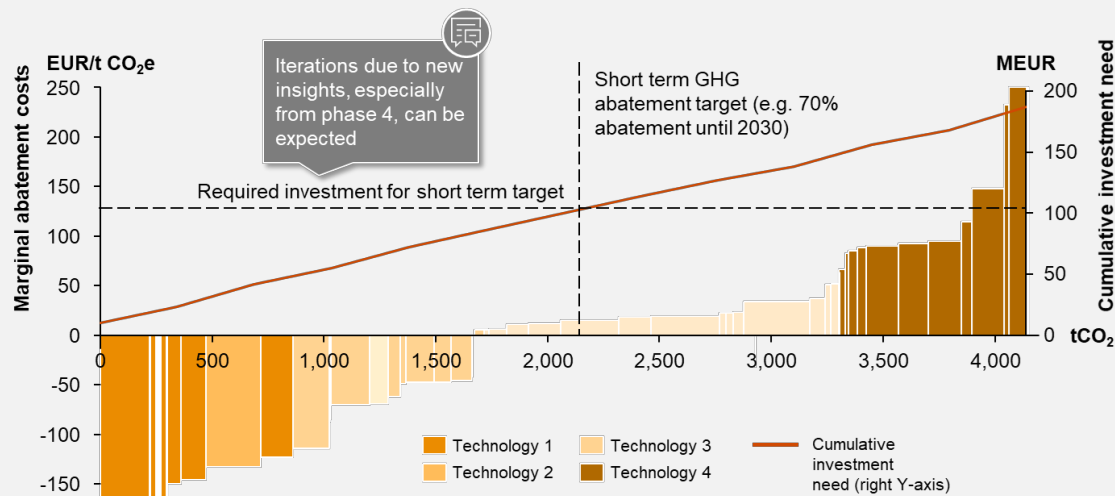 EUR/t CO₂e
MEUR
Marginal abatement costs
250
200
150
100
50
0
-50
-100
-150
Iterations due to new
insights, especially
from phase 4, can be
expected
Short term GHG
abatement target (e.g. 70%
abatement until 2030)
Required investment for short term target
Cumulative investment need
200
150
100
50
0
tCO₂
0
500
1,000
1,500
2,000
2,500
3,000
3,500
4,000
Technology 1
Technology 2
Technology 3
Technology 4
Cumulative
investment
need (right Y-axis)